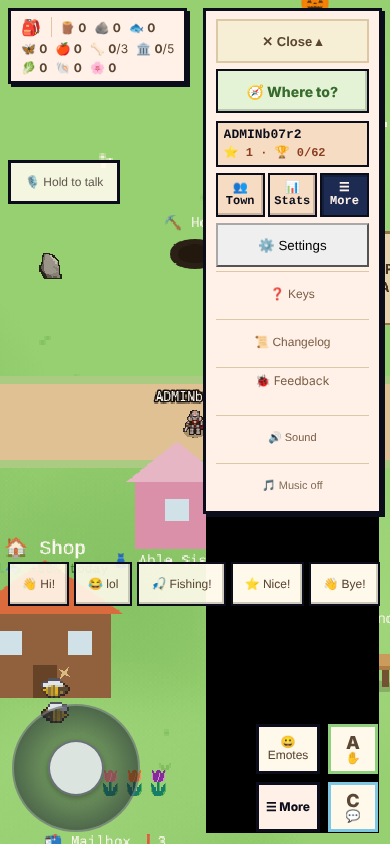 0 0 0
0 0 0/3 0/5
0 0 0
✕ Close ▴
Where to?
ADMINb07r2
1 · 0/62
Town Stats More
Hold to talk
Settings
Keys
Changelog
Feedback
ADMINb
Sound
Music off
Shop
Able Sis
Hi! lol Fishing! Nice! Bye!
Emotes A
☰ More C
Mailbox 3